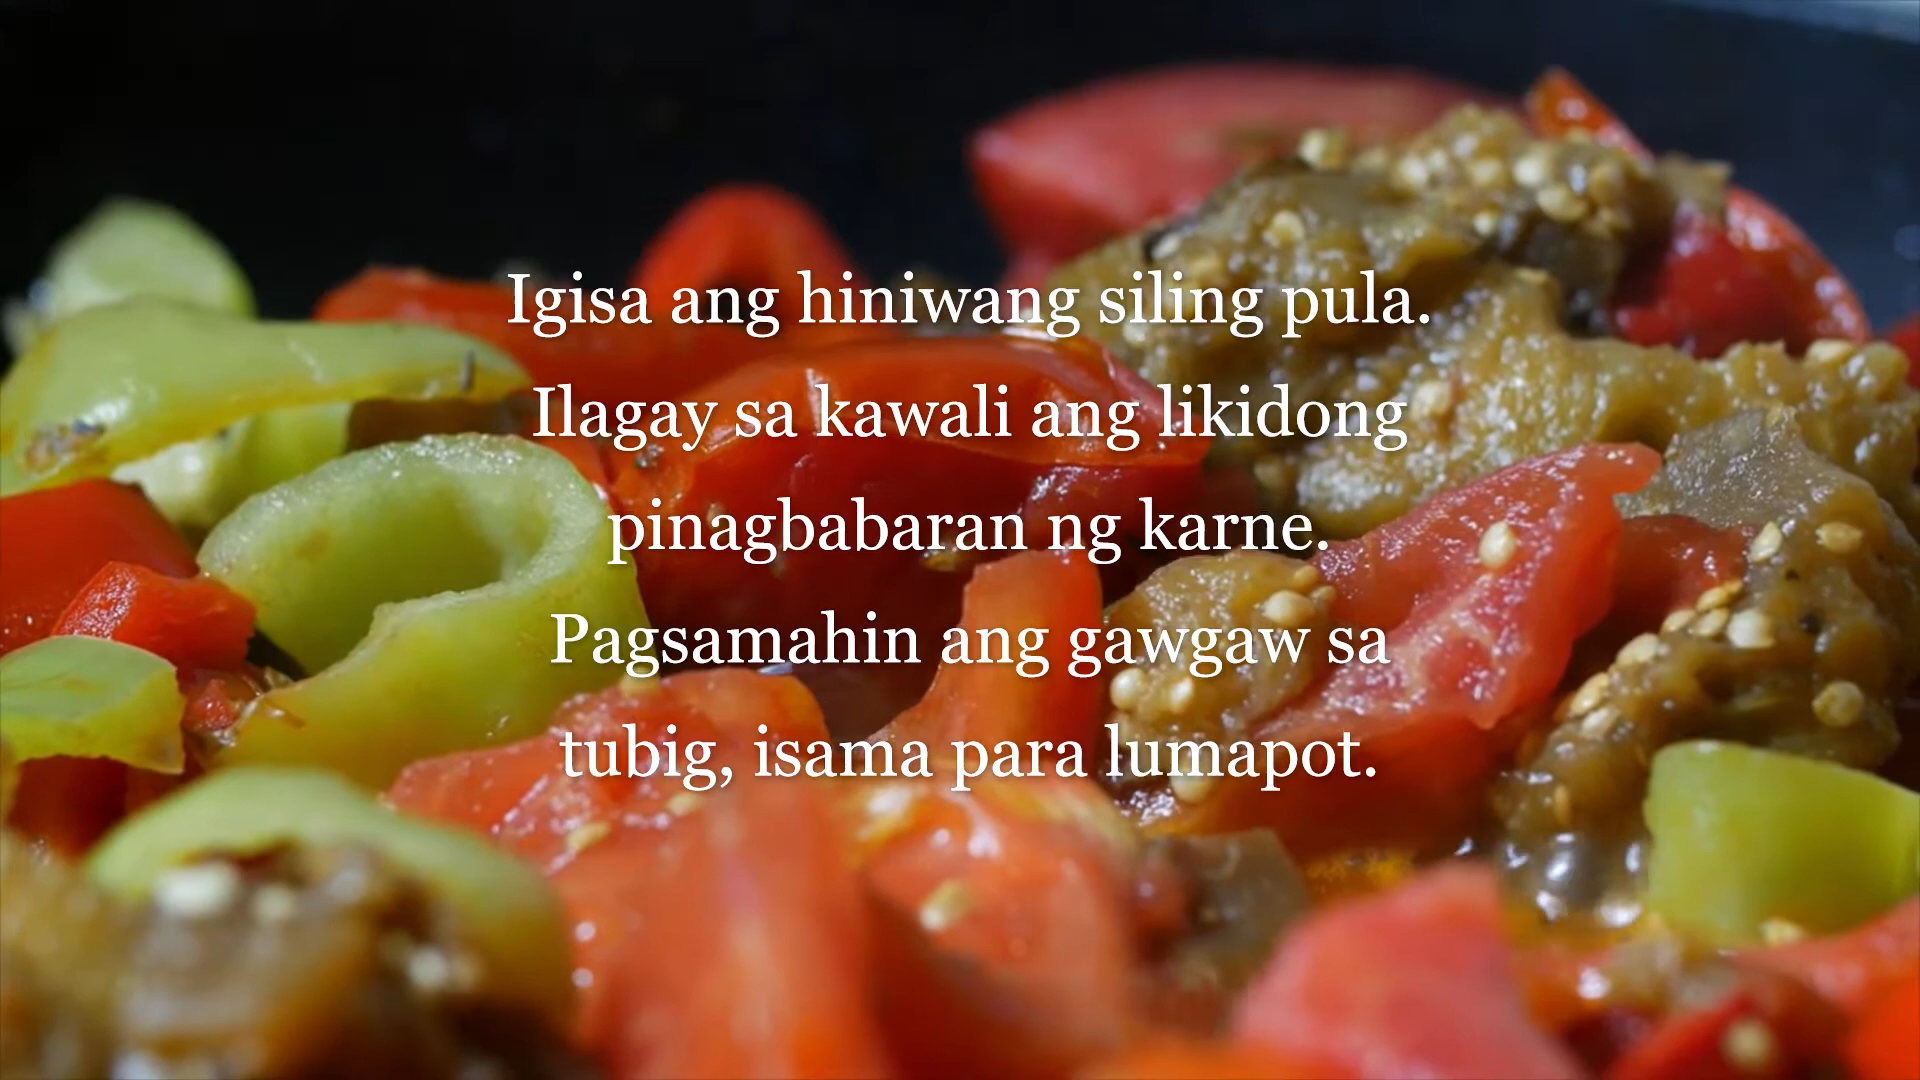 Igisa ang hiniwang siling pula.
Ilagay sa kawali ang likidong
pinagbabaran ng karne.
Pagsamahin ang gawgaw sa
tubig, isama para lumapot.